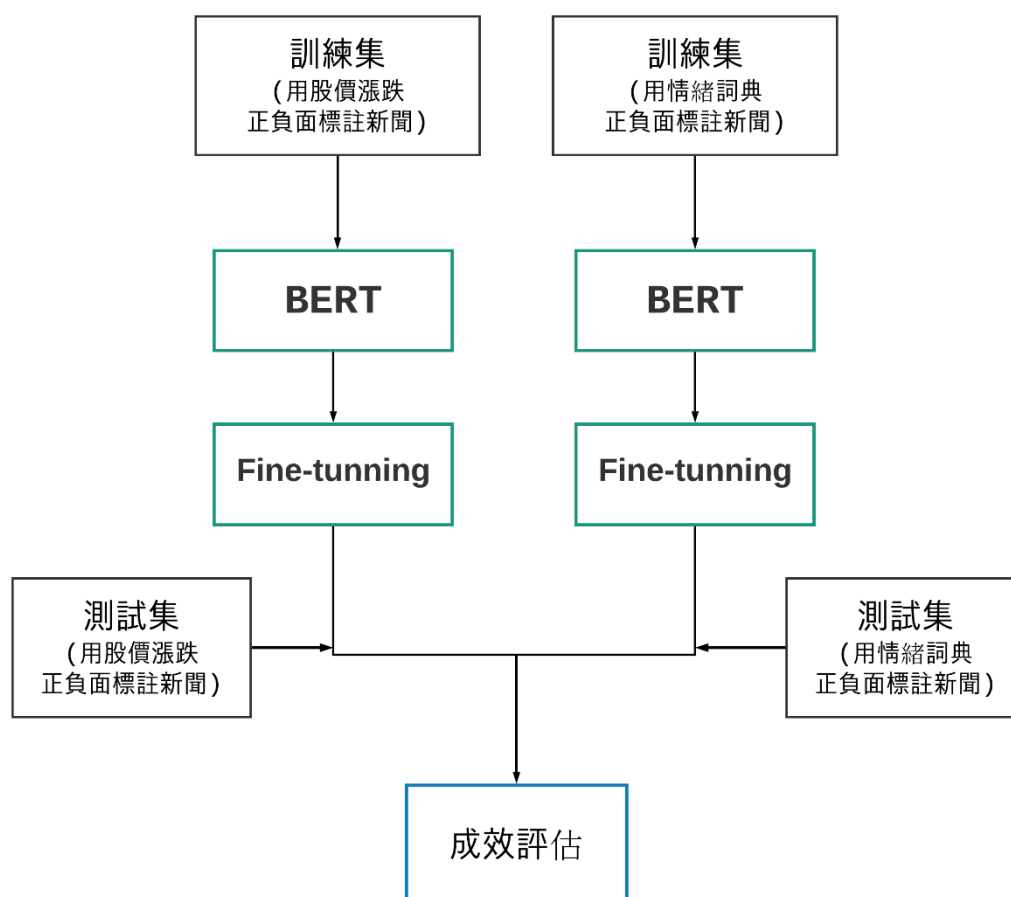 訓練集
(用股價漲跌
正負面標註新聞)
訓練集
(用情緒詞典
正負面標註新聞)
BERT
BERT
Fine-tunning
Fine-tunning
測試集
(用股價漲跌
正負面標註新聞)
測試集
(用情緒詞典
正負面標註新聞)
成效評估